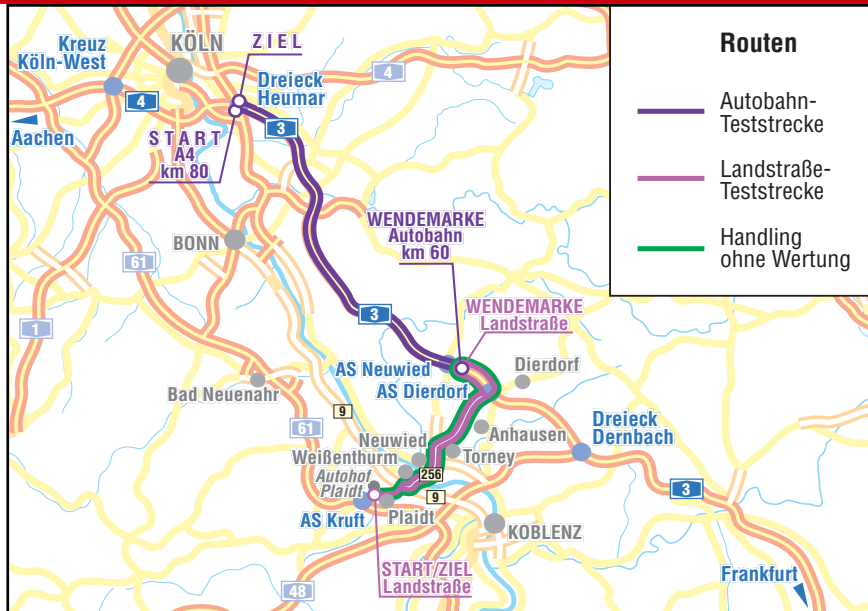 Routen
Autobahn-
Teststrecke
Landstraße-
Teststrecke
Handling
ohne Wertung
Kreuz
Köln-West
KÖLN
ZIEL
Dreieck
Heumar
4
4
Aachen
START
A4
km 80
3
BONN
WENDEMARKE
Autobahn
km 60
61
1
3
WENDEMARKE
Landstraße
AS Neuwied
AS Dierdorf
Dierdorf
Bad Neuenahr
9
61
Anhausen
Dreieck
Dernbach
Neuwied
Weißenthurn
Torney
Autohof
Plaidt
256
9
3
AS Kruft
Plaidt
KOBLENZ
START/ZIEL
Landstraße
48
Frankfurt